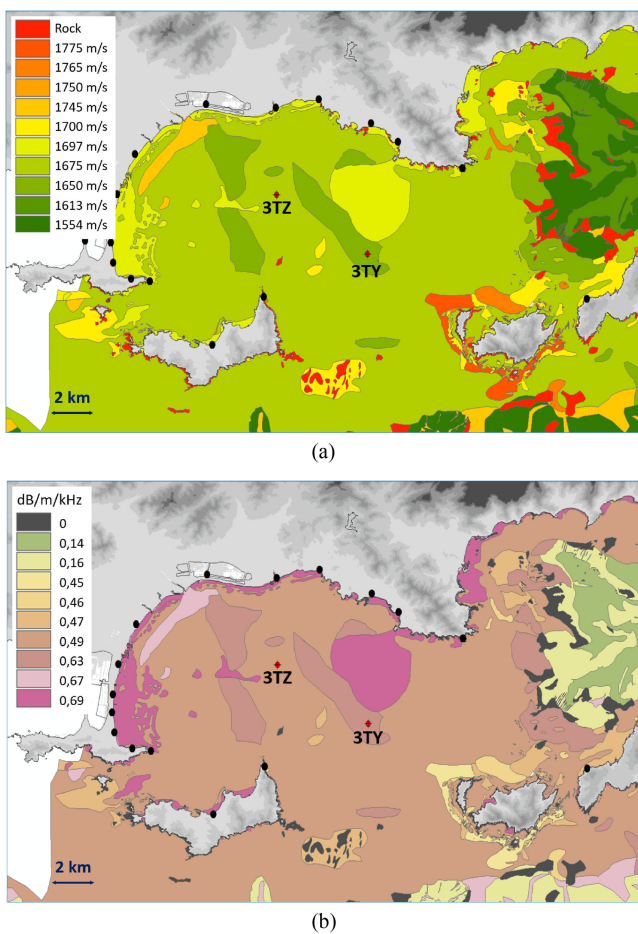 Rock
1775 m/s
1765 m/s
1750 m/s
1745 m/s
1700 m/s
1697 m/s
1675 m/s
1650 m/s
1613 m/s
1554 m/s
3TZ
3TY
2 km
(a)
dB/m/kHz
0
0,14
0,16
0,45
0,46
0,47
0,49
0,63
0,67
0,69
3TZ
3TY
2 km
(b)